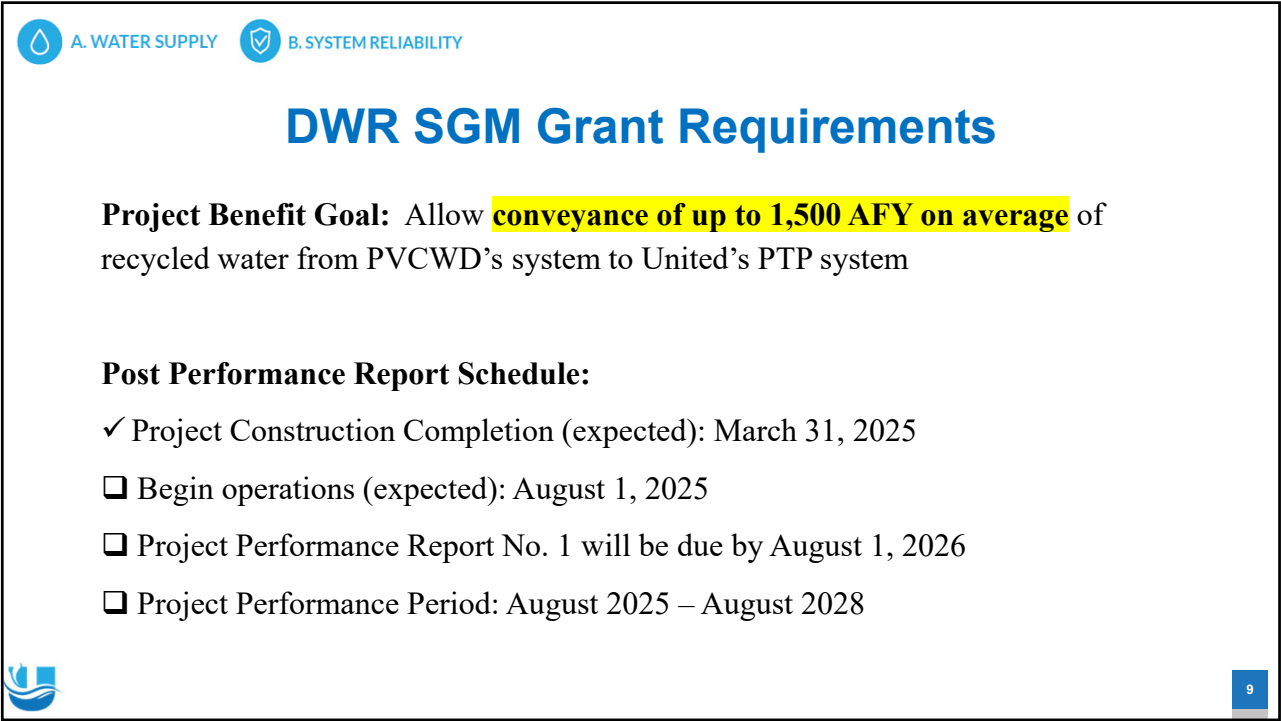 A. WATER SUPPLY B. SYSTEM RELIABILITY
DWR SGM Grant Requirements
Project Benefit Goal: Allow conveyance of up to 1,500 AFY on average of
recycled water from PVCWD’s system to United’s PTP system
Post Performance Report Schedule:
✓ Project Construction Completion (expected): March 31, 2025
❑ Begin operations (expected): August 1, 2025
❑ Project Performance Report No. 1 will be due by August 1, 2026
❑ Project Performance Period: August 2025 – August 2028
9